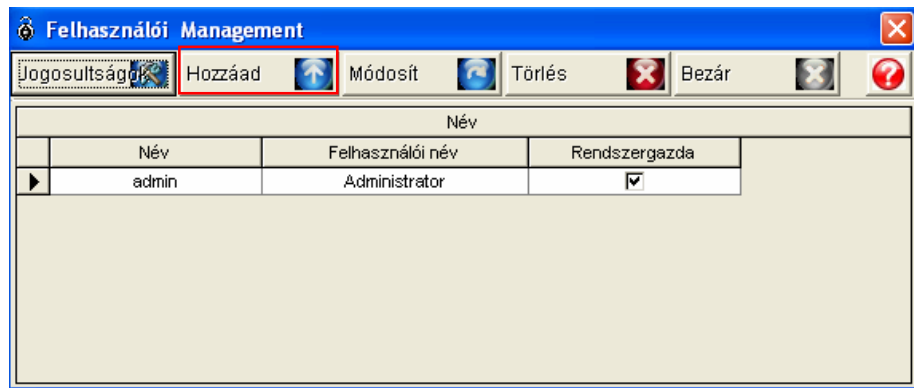 Felhasználói Management
Jogosultságok Hozzáad Módosít Törlés Bezár ?
Név
Név Felhasználói név Rendszergazda
admin Administrator